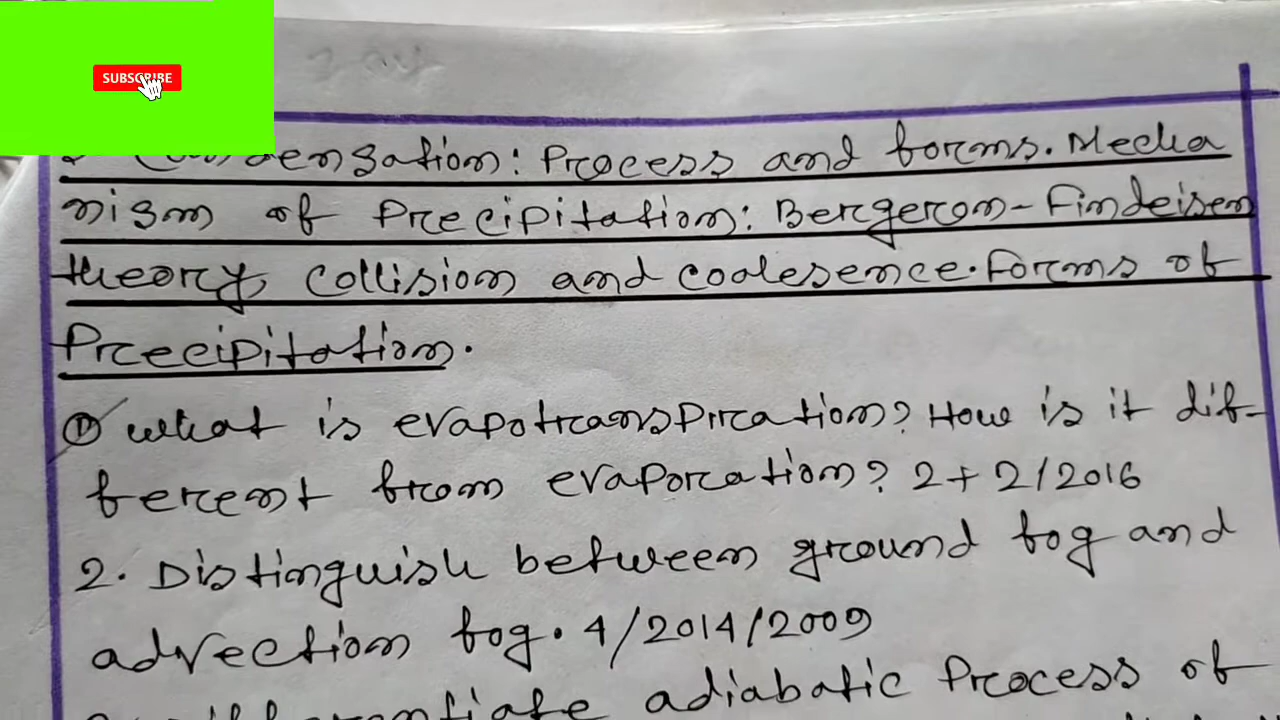 SUBSCRIBE
Condensation: Process and forms. Mecha
nism of Precipitation: Bergeron-Findeisen
theory, Collision and coalesence. Forms of
Precipitation.
① What is evapotranspiration? How is it dif-
ferent from evaporation? 2+2/2016
2. Distinguish between ground fog and
advection fog. 4/2014/2009
adiabatic Process of